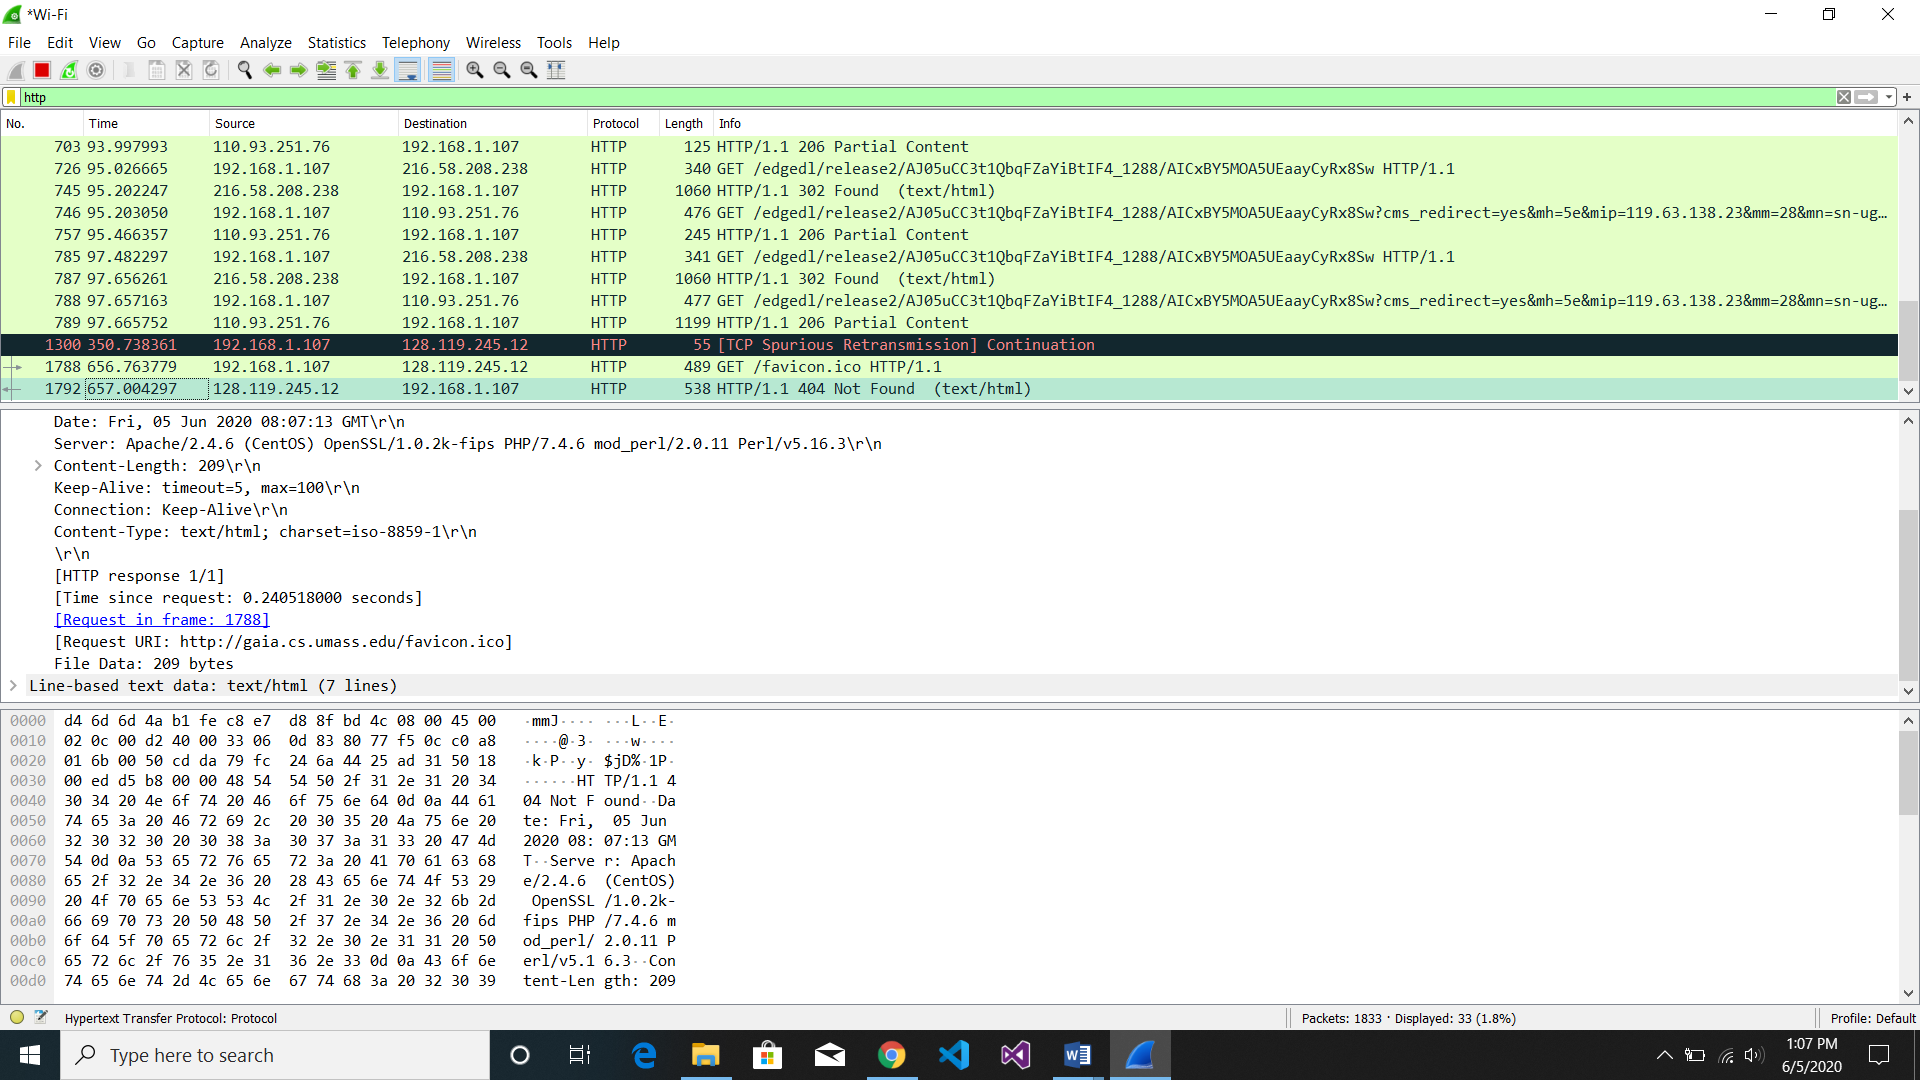 *Wi-Fi
File Edit View Go Capture Analyze Statistics Telephony Wireless Tools Help
http
No. Time Source Destination Protocol Length Info
703 93.997993 110.93.251.76 192.168.1.107 HTTP 125 HTTP/1.1 206 Partial Content
726 95.026665 192.168.1.107 216.58.208.238 HTTP 340 GET /edgedl/release2/AJ05uCC3t1QbqFZaYiBtIF4_1288/AICxBY5MOA5UEaayCyRx8Sw HTTP/1.1
745 95.202247 216.58.208.238 192.168.1.107 HTTP 1060 HTTP/1.1 302 Found (text/html)
746 95.203050 192.168.1.107 110.93.251.76 HTTP 476 GET /edgedl/release2/AJ05uCC3t1QbqFZaYiBtIF4_1288/AICxBY5MOA5UEaayCyRx8Sw?cms_redirect=yes&mh=5e&mip=119.63.138.23&mm=28&mn=sn-ug…
757 95.466357 110.93.251.76 192.168.1.107 HTTP 245 HTTP/1.1 206 Partial Content
785 97.482297 192.168.1.107 216.58.208.238 HTTP 341 GET /edgedl/release2/AJ05uCC3t1QbqFZaYiBtIF4_1288/AICxBY5MOA5UEaayCyRx8Sw HTTP/1.1
787 97.656261 216.58.208.238 192.168.1.107 HTTP 1060 HTTP/1.1 302 Found (text/html)
788 97.657163 192.168.1.107 110.93.251.76 HTTP 477 GET /edgedl/release2/AJ05uCC3t1QbqFZaYiBtIF4_1288/AICxBY5MOA5UEaayCyRx8Sw?cms_redirect=yes&mh=5e&mip=119.63.138.23&mm=28&mn=sn-ug…
789 97.665752 110.93.251.76 192.168.1.107 HTTP 1199 HTTP/1.1 206 Partial Content
1300 350.738361 192.168.1.107 128.119.245.12 HTTP 55 [TCP Spurious Retransmission] Continuation
1788 656.763779 192.168.1.107 128.119.245.12 HTTP 489 GET /favicon.ico HTTP/1.1
1792 657.004297 128.119.245.12 192.168.1.107 HTTP 538 HTTP/1.1 404 Not Found (text/html)
Date: Fri, 05 Jun 2020 08:07:13 GMT\r\n
Server: Apache/2.4.6 (CentOS) OpenSSL/1.0.2k-fips PHP/7.4.6 mod_perl/2.0.11 Perl/v5.16.3\r\n
Content-Length: 209\r\n
Keep-Alive: timeout=5, max=100\r\n
Connection: Keep-Alive\r\n
Content-Type: text/html; charset=iso-8859-1\r\n
\r\n
[HTTP response 1/1]
[Time since request: 0.240518000 seconds]
[Request in frame: 1788]
[Request URI: http://gaia.cs.umass.edu/favicon.ico]
File Data: 209 bytes
Line-based text data: text/html (7 lines)
0000 d4 6d 6d 4a b1 fe c8 e7 d8 8f bd 4c 08 00 45 00 ·mmJ···· ···L··E·
0010 02 0c 00 d2 40 00 33 06 0d 83 80 77 f5 0c c0 a8 ····@·3· ···w····
0020 01 6b 00 50 cd da 79 fc 24 6a 44 25 ad 31 50 18 ·k·P··y· $jD%·1P·
0030 00 ed d5 b8 00 00 48 54 54 50 2f 31 2e 31 20 34 ······HT TP/1.1 4
0040 30 34 20 4e 6f 74 20 46 6f 75 6e 64 0d 0a 44 61 04 Not F ound··Da
0050 74 65 3a 20 46 72 69 2c 20 30 35 20 4a 75 6e 20 te: Fri, 05 Jun
0060 32 30 32 30 20 30 38 3a 30 37 3a 31 33 20 47 4d 2020 08: 07:13 GM
0070 54 0d 0a 53 65 72 76 65 72 3a 20 41 70 61 63 68 T··Serve r: Apach
0080 65 2f 32 2e 34 2e 36 20 28 43 65 6e 74 4f 53 29 e/2.4.6 (CentOS)
0090 20 4f 70 65 6e 53 53 4c 2f 31 2e 30 2e 32 6b 2d OpenSSL /1.0.2k-
00a0 66 69 70 73 20 50 48 50 2f 37 2e 34 2e 36 20 6d fips PHP /7.4.6 m
00b0 6f 64 5f 70 65 72 6c 2f 32 2e 30 2e 31 31 20 50 od_perl/ 2.0.11 P
00c0 65 72 6c 2f 76 35 2e 31 36 2e 33 0d 0a 43 6f 6e erl/v5.1 6.3··Con
00d0 74 65 6e 74 2d 4c 65 6e 67 74 68 3a 20 32 30 39 tent-Len gth: 209
Hypertext Transfer Protocol: Protocol Packets: 1833 · Displayed: 33 (1.8%) Profile: Default
Type here to search
1:07 PM
6/5/2020